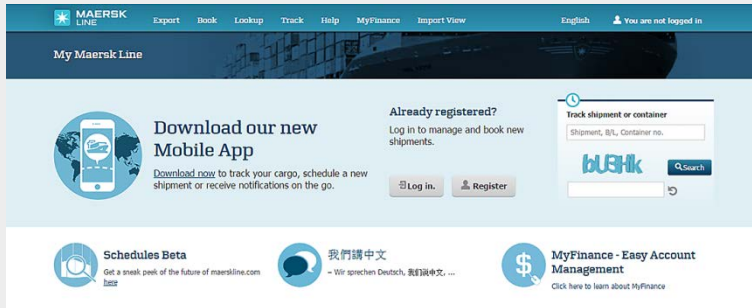 MAERSK
LINE
Export Book Lookup Track Help MyFinance Import View English You are not logged in
My Maersk Line
Download our new
Mobile App
Download now to track your cargo, schedule a new
shipment or receive notifications on the go.
Already registered?
Log in to manage and book new
shipments.
Log in. Register
Track shipment or container
Shipment, B/L, Container no.
bU3Hk
Search
Schedules Beta
Get a sneak peek of the future of maerskline.com
here
我們講中文
~ Wir sprechen Deutsch, 我们说中文, ...
$
MyFinance - Easy Account
Management
Click here to learn about MyFinance